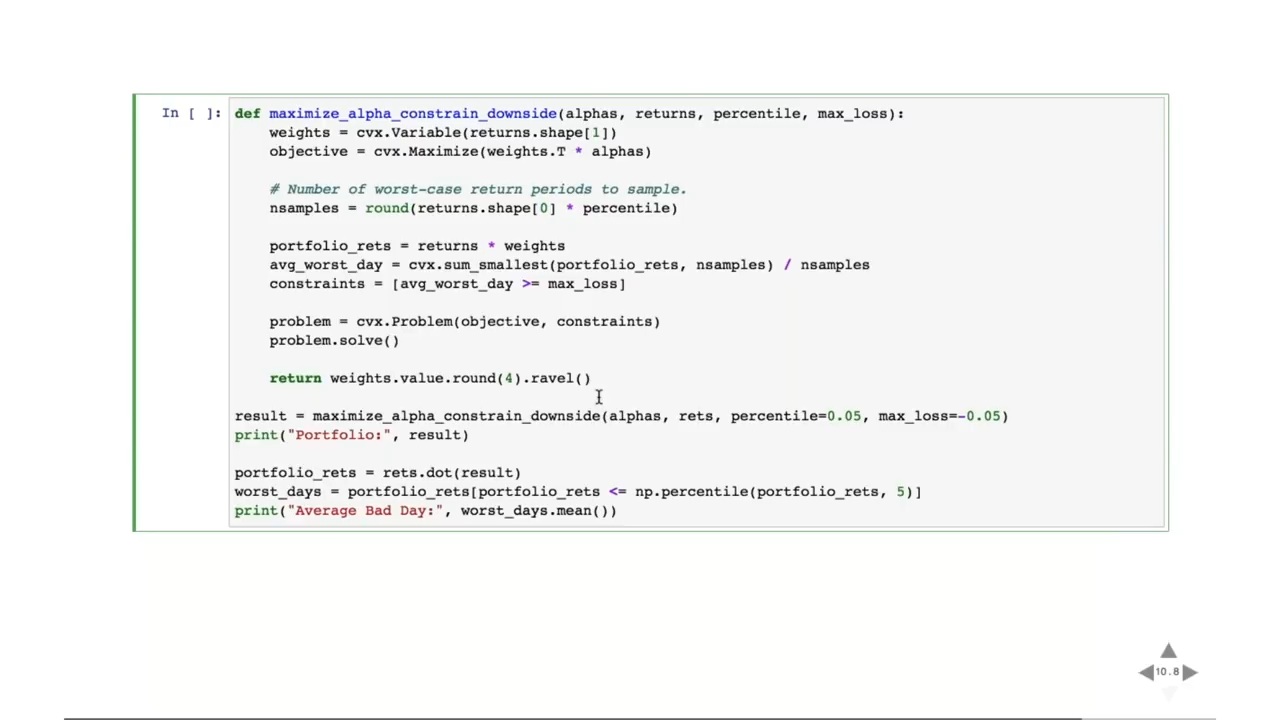 In [ ]: def maximize_alpha_constrain_downside(alphas, returns, percentile, max_loss):
    weights = cvx.Variable(returns.shape[1])
    objective = cvx.Maximize(weights.T * alphas)

    # Number of worst-case return periods to sample.
    nsamples = round(returns.shape[0] * percentile)

    portfolio_rets = returns * weights
    avg_worst_day = cvx.sum_smallest(portfolio_rets, nsamples) / nsamples
    constraints = [avg_worst_day >= max_loss]

    problem = cvx.Problem(objective, constraints)
    problem.solve()

    return weights.value.round(4).ravel()

result = maximize_alpha_constrain_downside(alphas, rets, percentile=0.05, max_loss=-0.05)
print("Portfolio:", result)

portfolio_rets = rets.dot(result)
worst_days = portfolio_rets[portfolio_rets <= np.percentile(portfolio_rets, 5)]
print("Average Bad Day:", worst_days.mean())
10.8